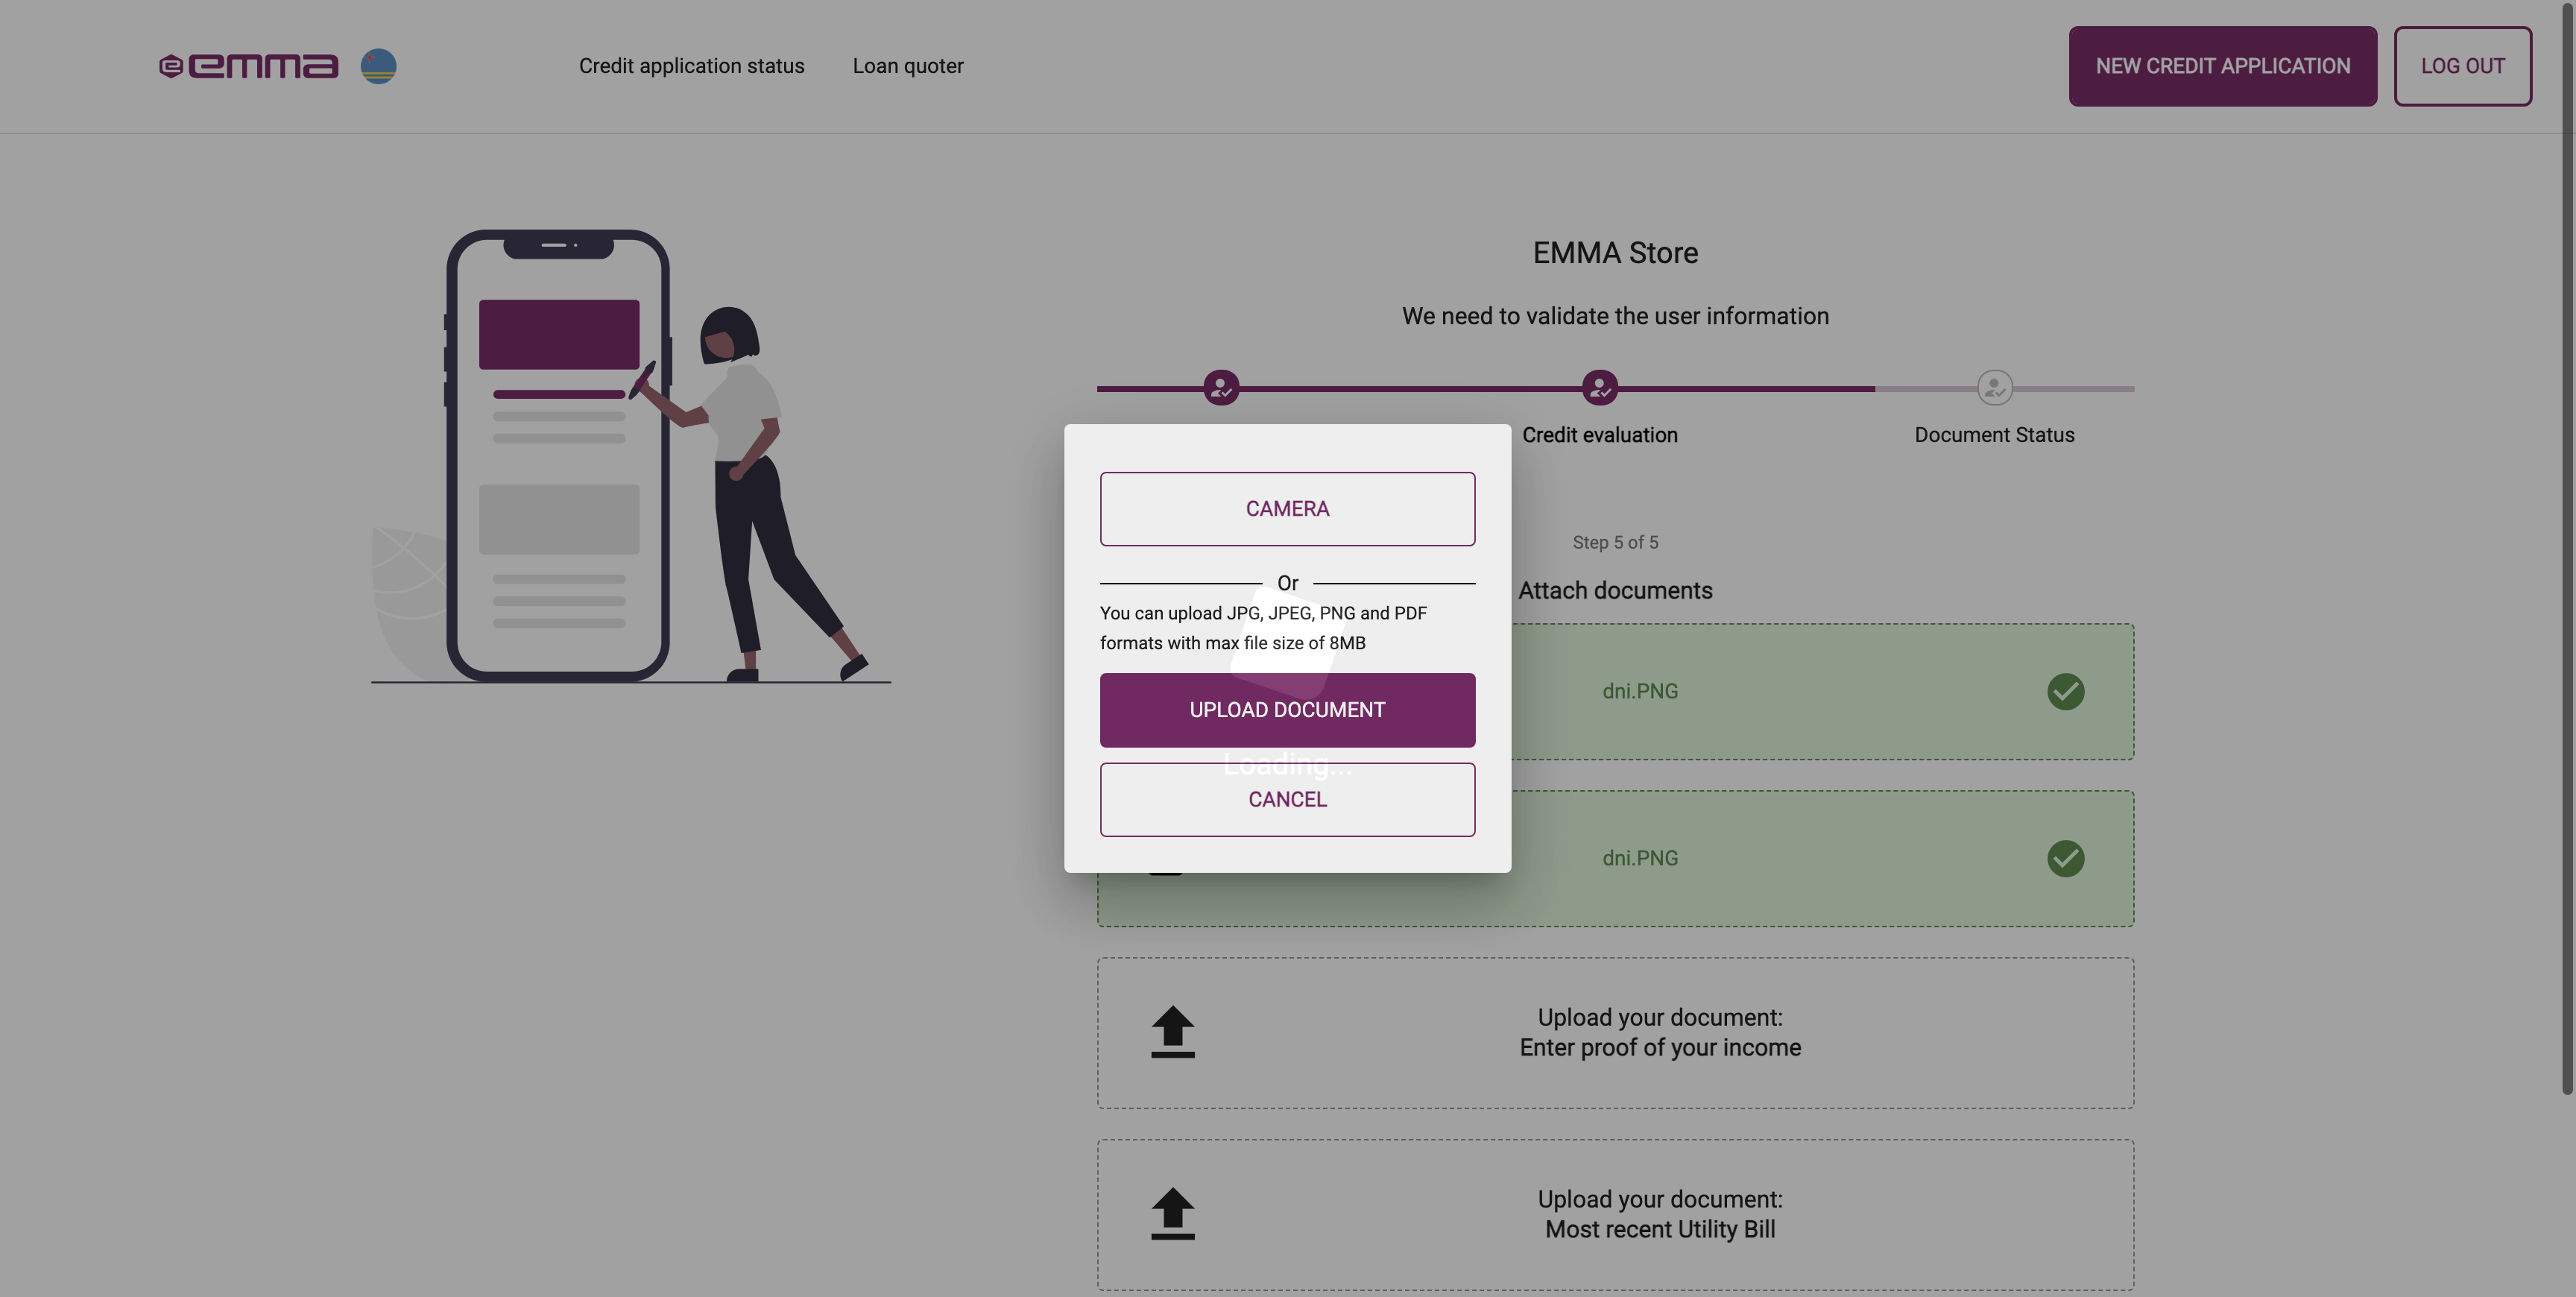 emma
Credit application status
Loan quoter
NEW CREDIT APPLICATION
LOG OUT
EMMA Store
We need to validate the user information
Credit evaluation
Document Status
Step 5 of 5
Attach documents
CAMERA
Or
You can upload JPG, JPEG, PNG and PDF
formats with max file size of 8MB
UPLOAD DOCUMENT
Loading...
CANCEL
dni.PNG
dni.PNG
Upload your document:
Enter proof of your income
Upload your document:
Most recent Utility Bill